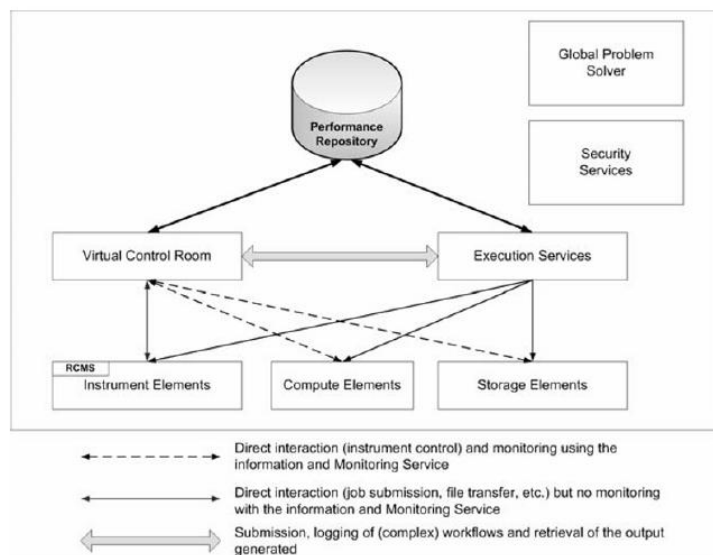 Global Problem
Solver
Performance
Repository
Security
Services
Virtual Control Room
Execution Services
RCMS
Instrument Elements
Compute Elements
Storage Elements
Direct interaction (instrument control) and monitoring using the
information and Monitoring Service
Direct interaction (job submission, file transfer, etc.) but no monitoring
with the information and Monitoring Service
Submission, logging of (complex) workflows and retrieval of the output
generated